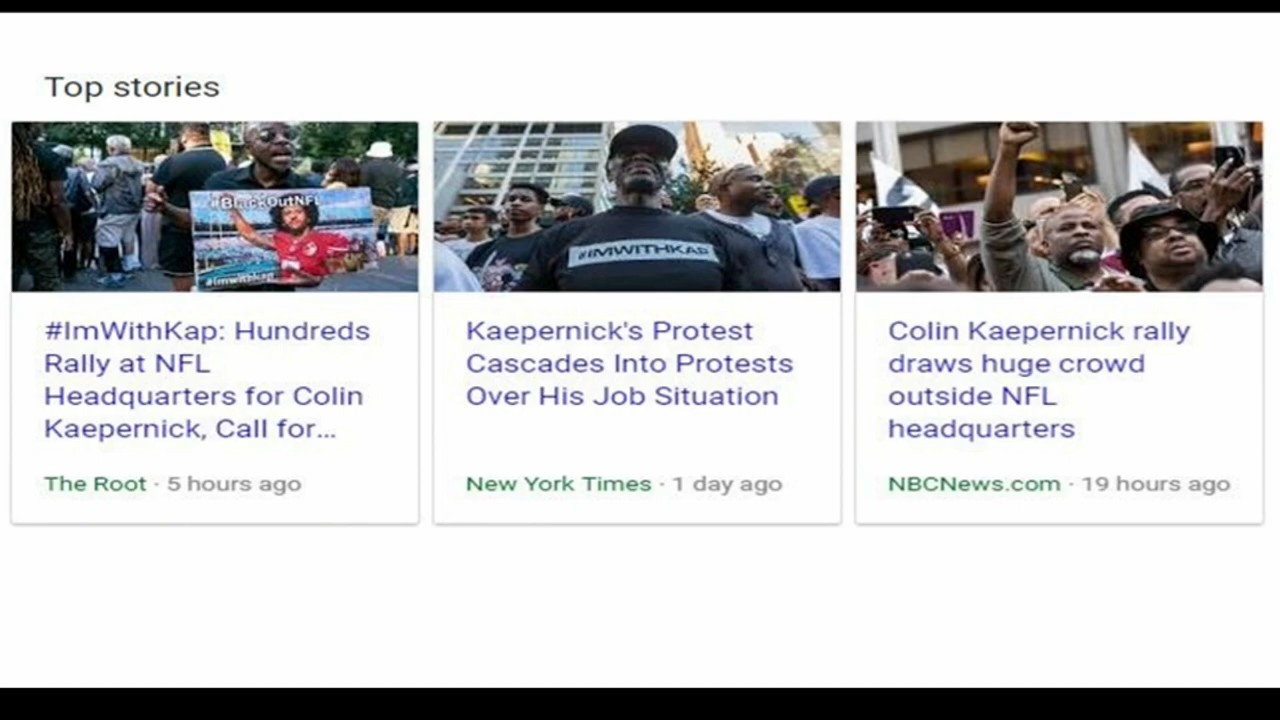 Top stories
#BlackOutNFL
#imwithkap
#IMWITHKAP
#ImWithKap: Hundreds
Rally at NFL
Headquarters for Colin
Kaepernick, Call for...
The Root · 5 hours ago
Kaepernick's Protest
Cascades Into Protests
Over His Job Situation
New York Times · 1 day ago
Colin Kaepernick rally
draws huge crowd
outside NFL
headquarters
NBCNews.com · 19 hours ago